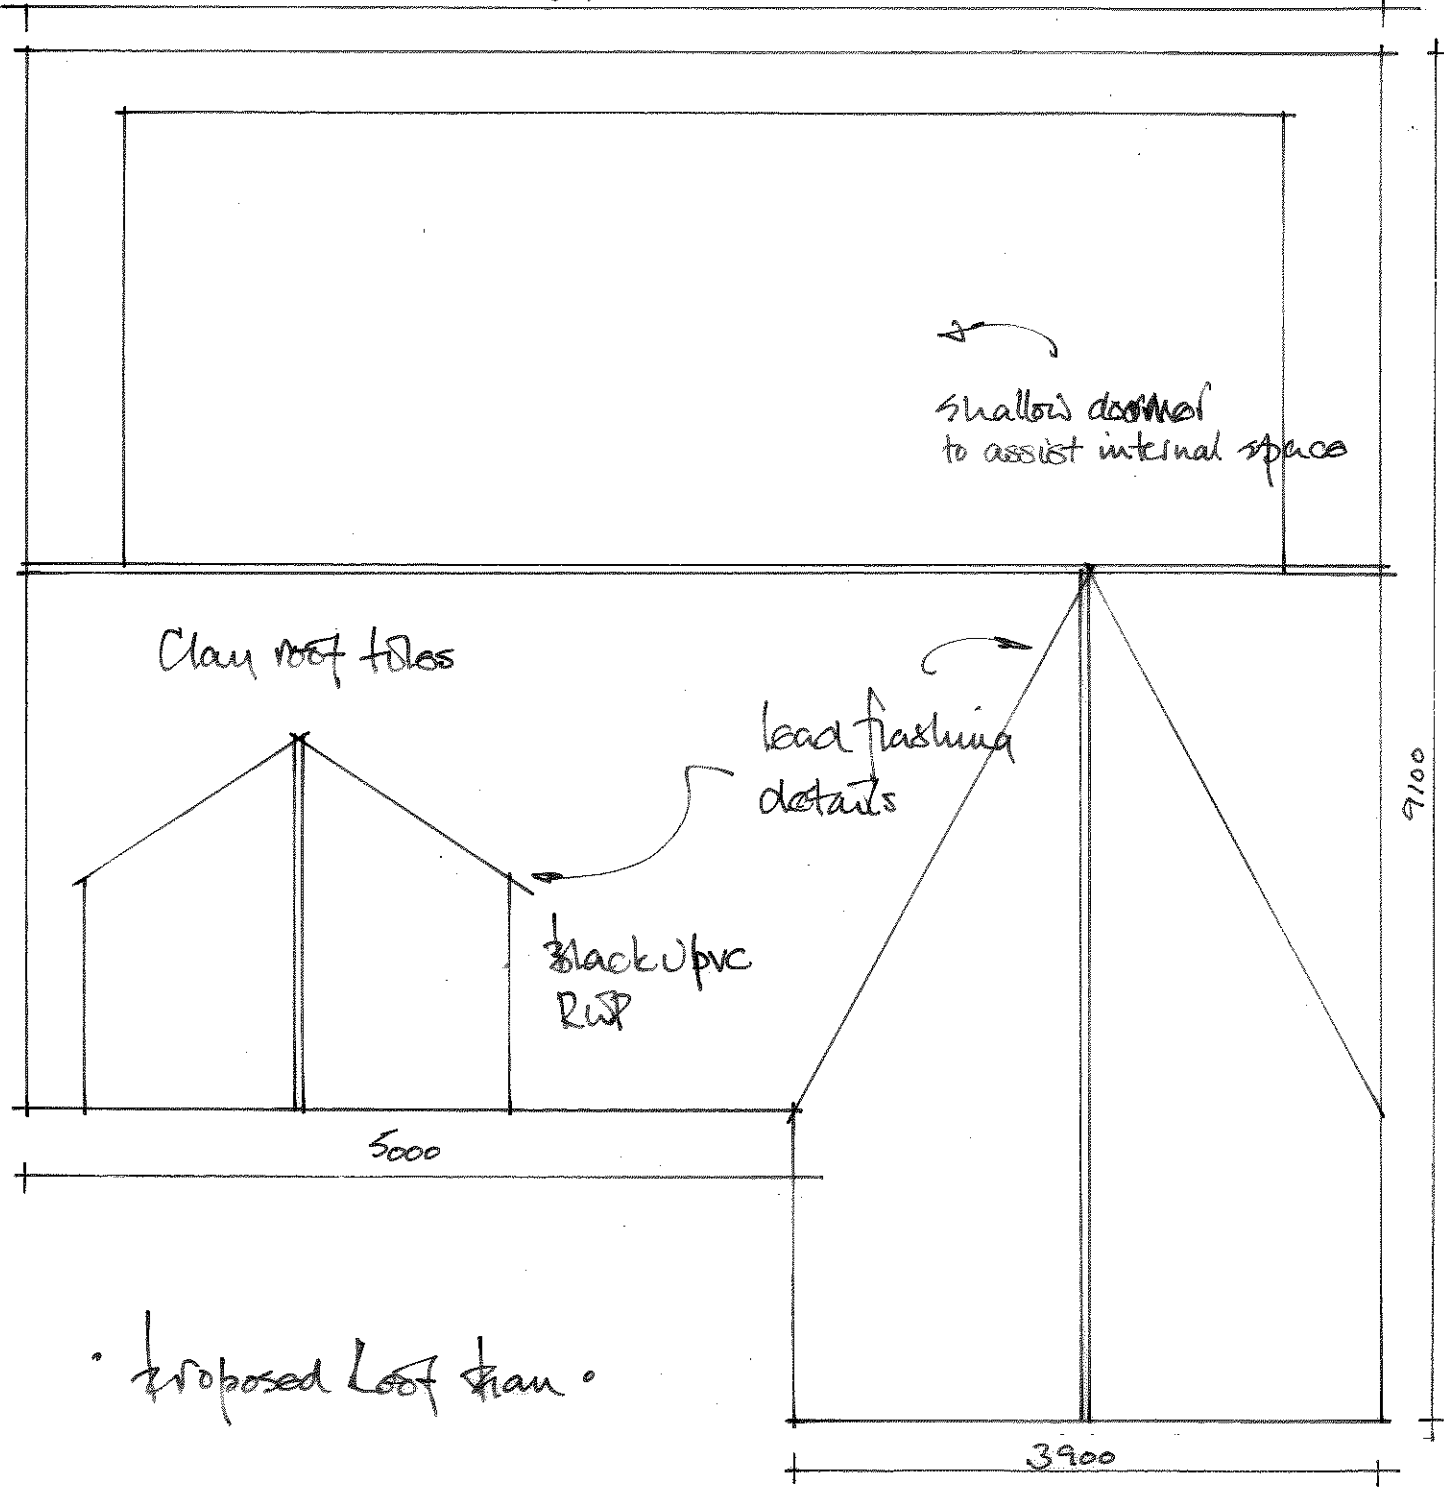 shallow dormer
to assist internal space
Clay roof tiles
lead flashing
details
9100
Black Upvc
RWP
5000
• Proposed Roof Plan •
3900